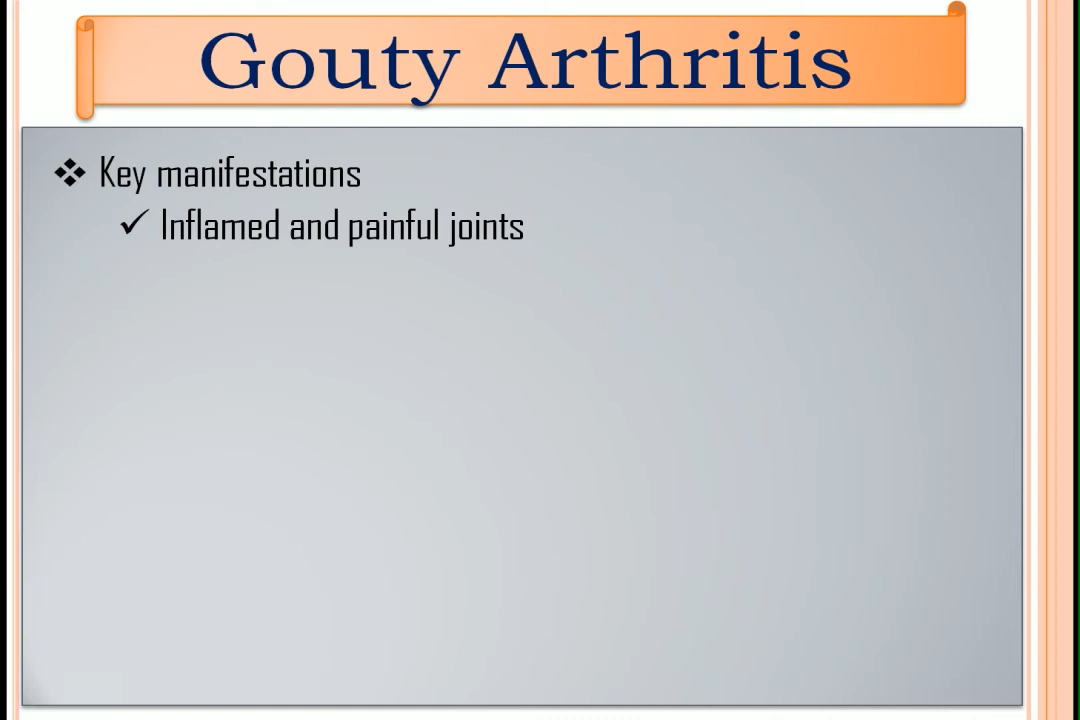 Gouty Arthritis
Key manifestations
Inflamed and painful joints